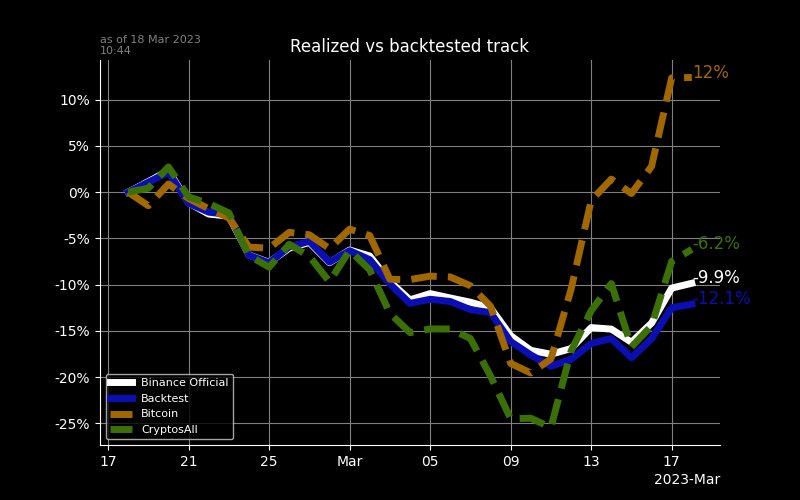 as of 18 Mar 2023
10:44
Realized vs backtested track
12%
10%
5%
0%
-5%
-6.2%
-9.9%
-10%
-12.1%
-15%
-20%
-25%
Binance Official
Backtest
Bitcoin
CryptosAll
17 21 25 Mar 05 09 13 17
2023-Mar